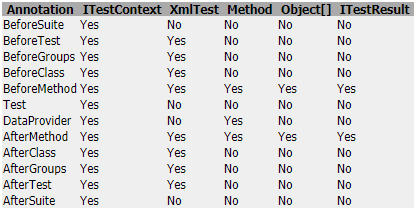 Annotation ITestContext XmlTest Method Object[] ITestResult
BeforeSuite Yes No No No No
BeforeTest Yes Yes No No No
BeforeGroups Yes Yes No No No
BeforeClass Yes Yes No No No
BeforeMethod Yes Yes Yes Yes Yes
Test Yes No No No No
DataProvider Yes No Yes No No
AfterMethod Yes Yes Yes Yes Yes
AfterClass Yes Yes No No No
AfterGroups Yes Yes No No No
AfterTest Yes Yes No No No
AfterSuite Yes No No No No